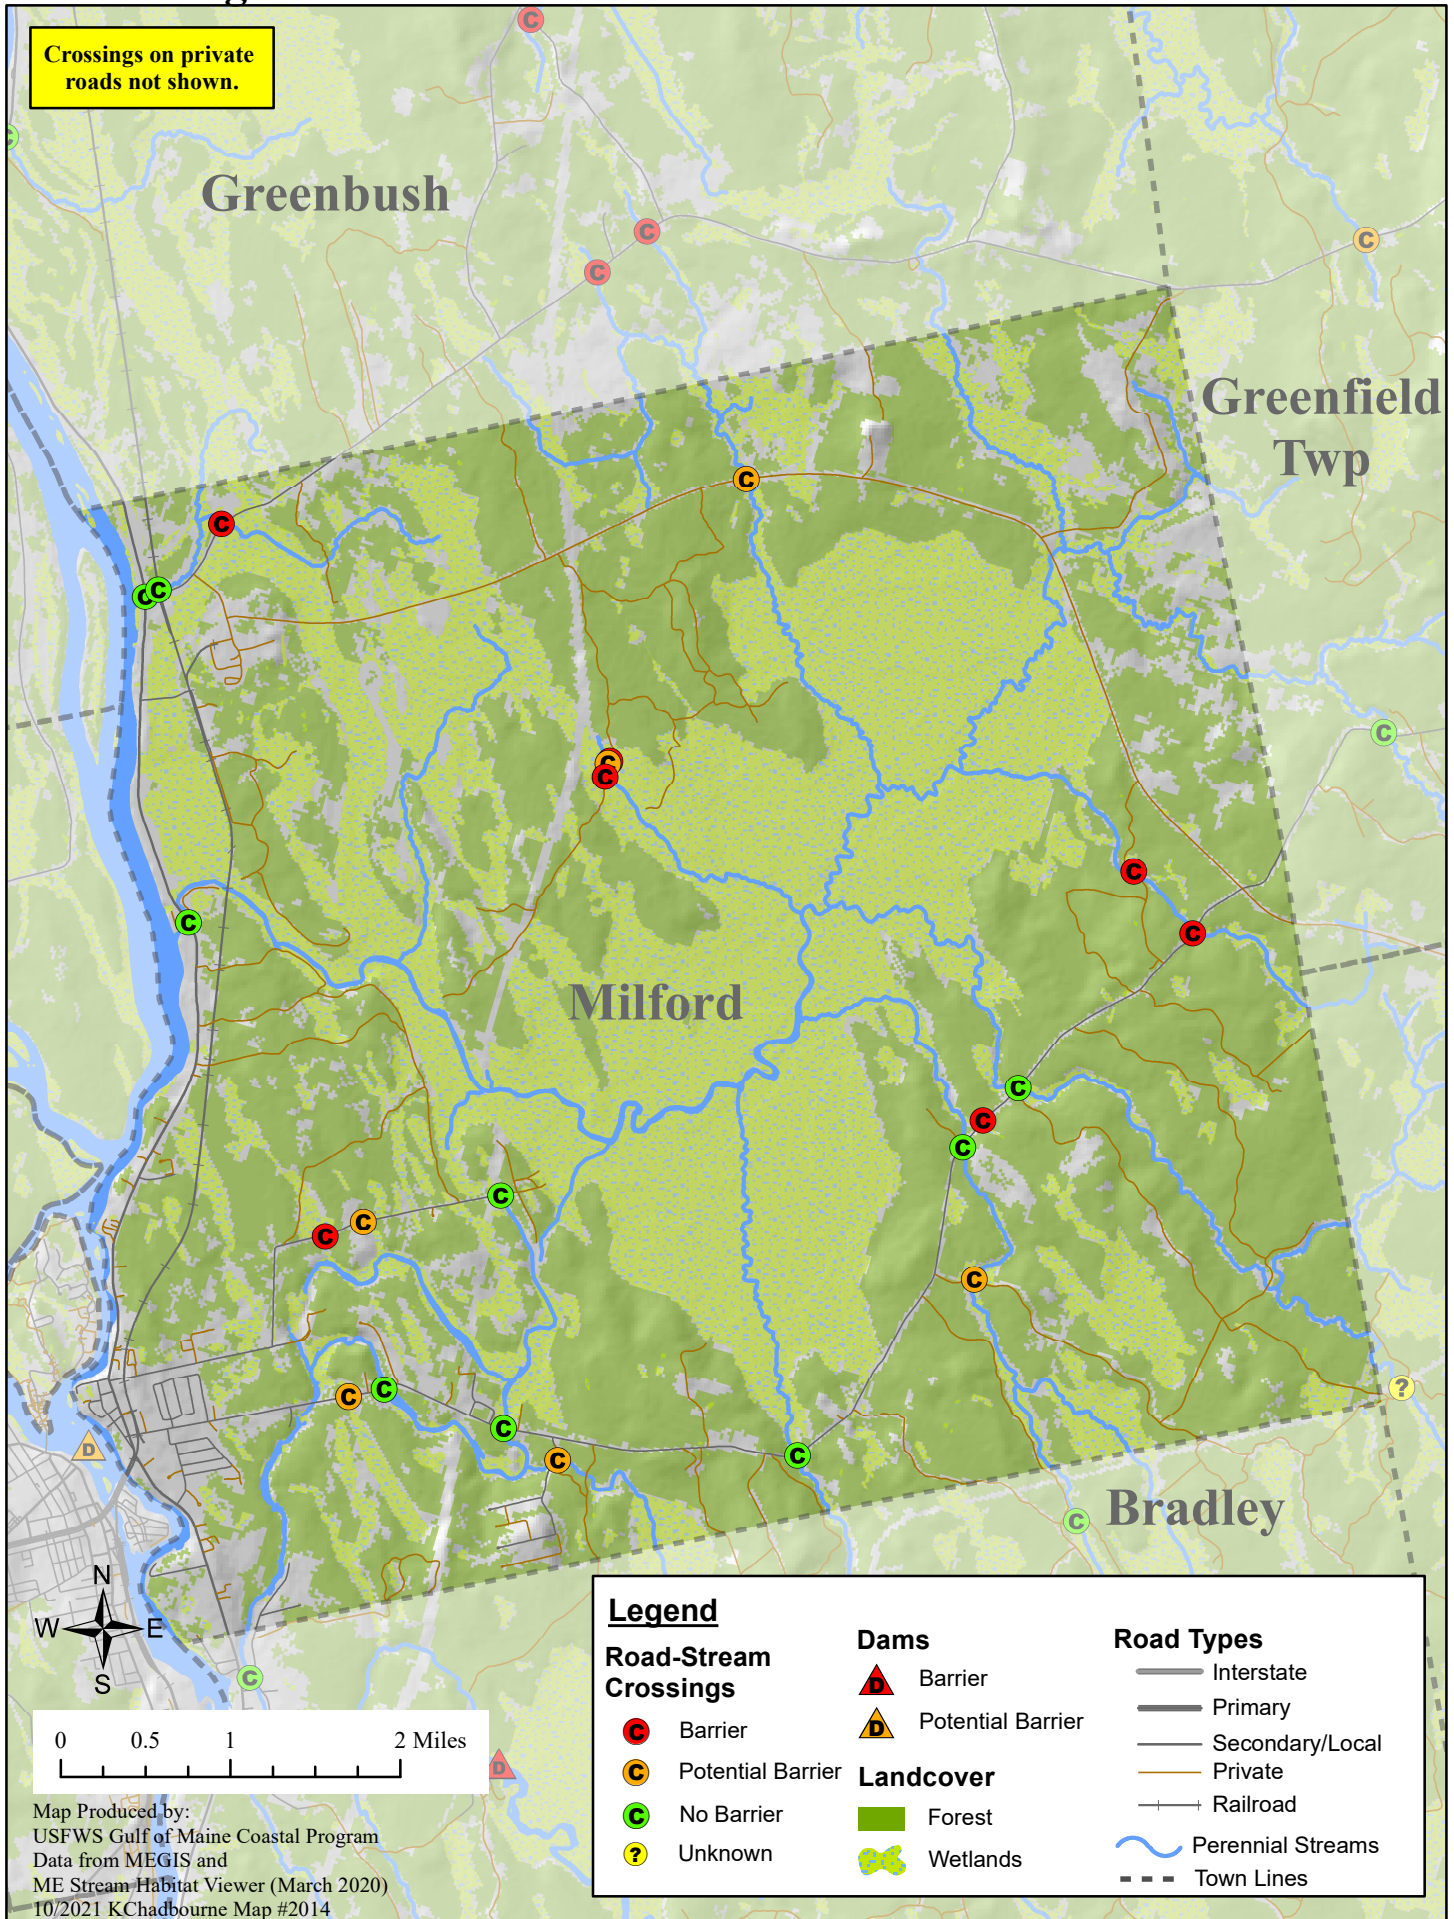 Crossings on private
roads not shown.
Greenbush
Greenfield
Twp
Milford
Bradley
N
W E
S
0 0.5 1 2 Miles
Map Produced by:
USFWS Gulf of Maine Coastal Program
Data from MEGIS and
ME Stream Habitat Viewer (March 2020)
10/2021 KChadbourne Map #2014
Legend
Road-Stream
Crossings
C Barrier
C Potential Barrier
C No Barrier
? Unknown
Dams
D Barrier
D Potential Barrier
Landcover
Forest
Wetlands
Road Types
Interstate
Primary
Secondary/Local
Private
Railroad
Perennial Streams
Town Lines